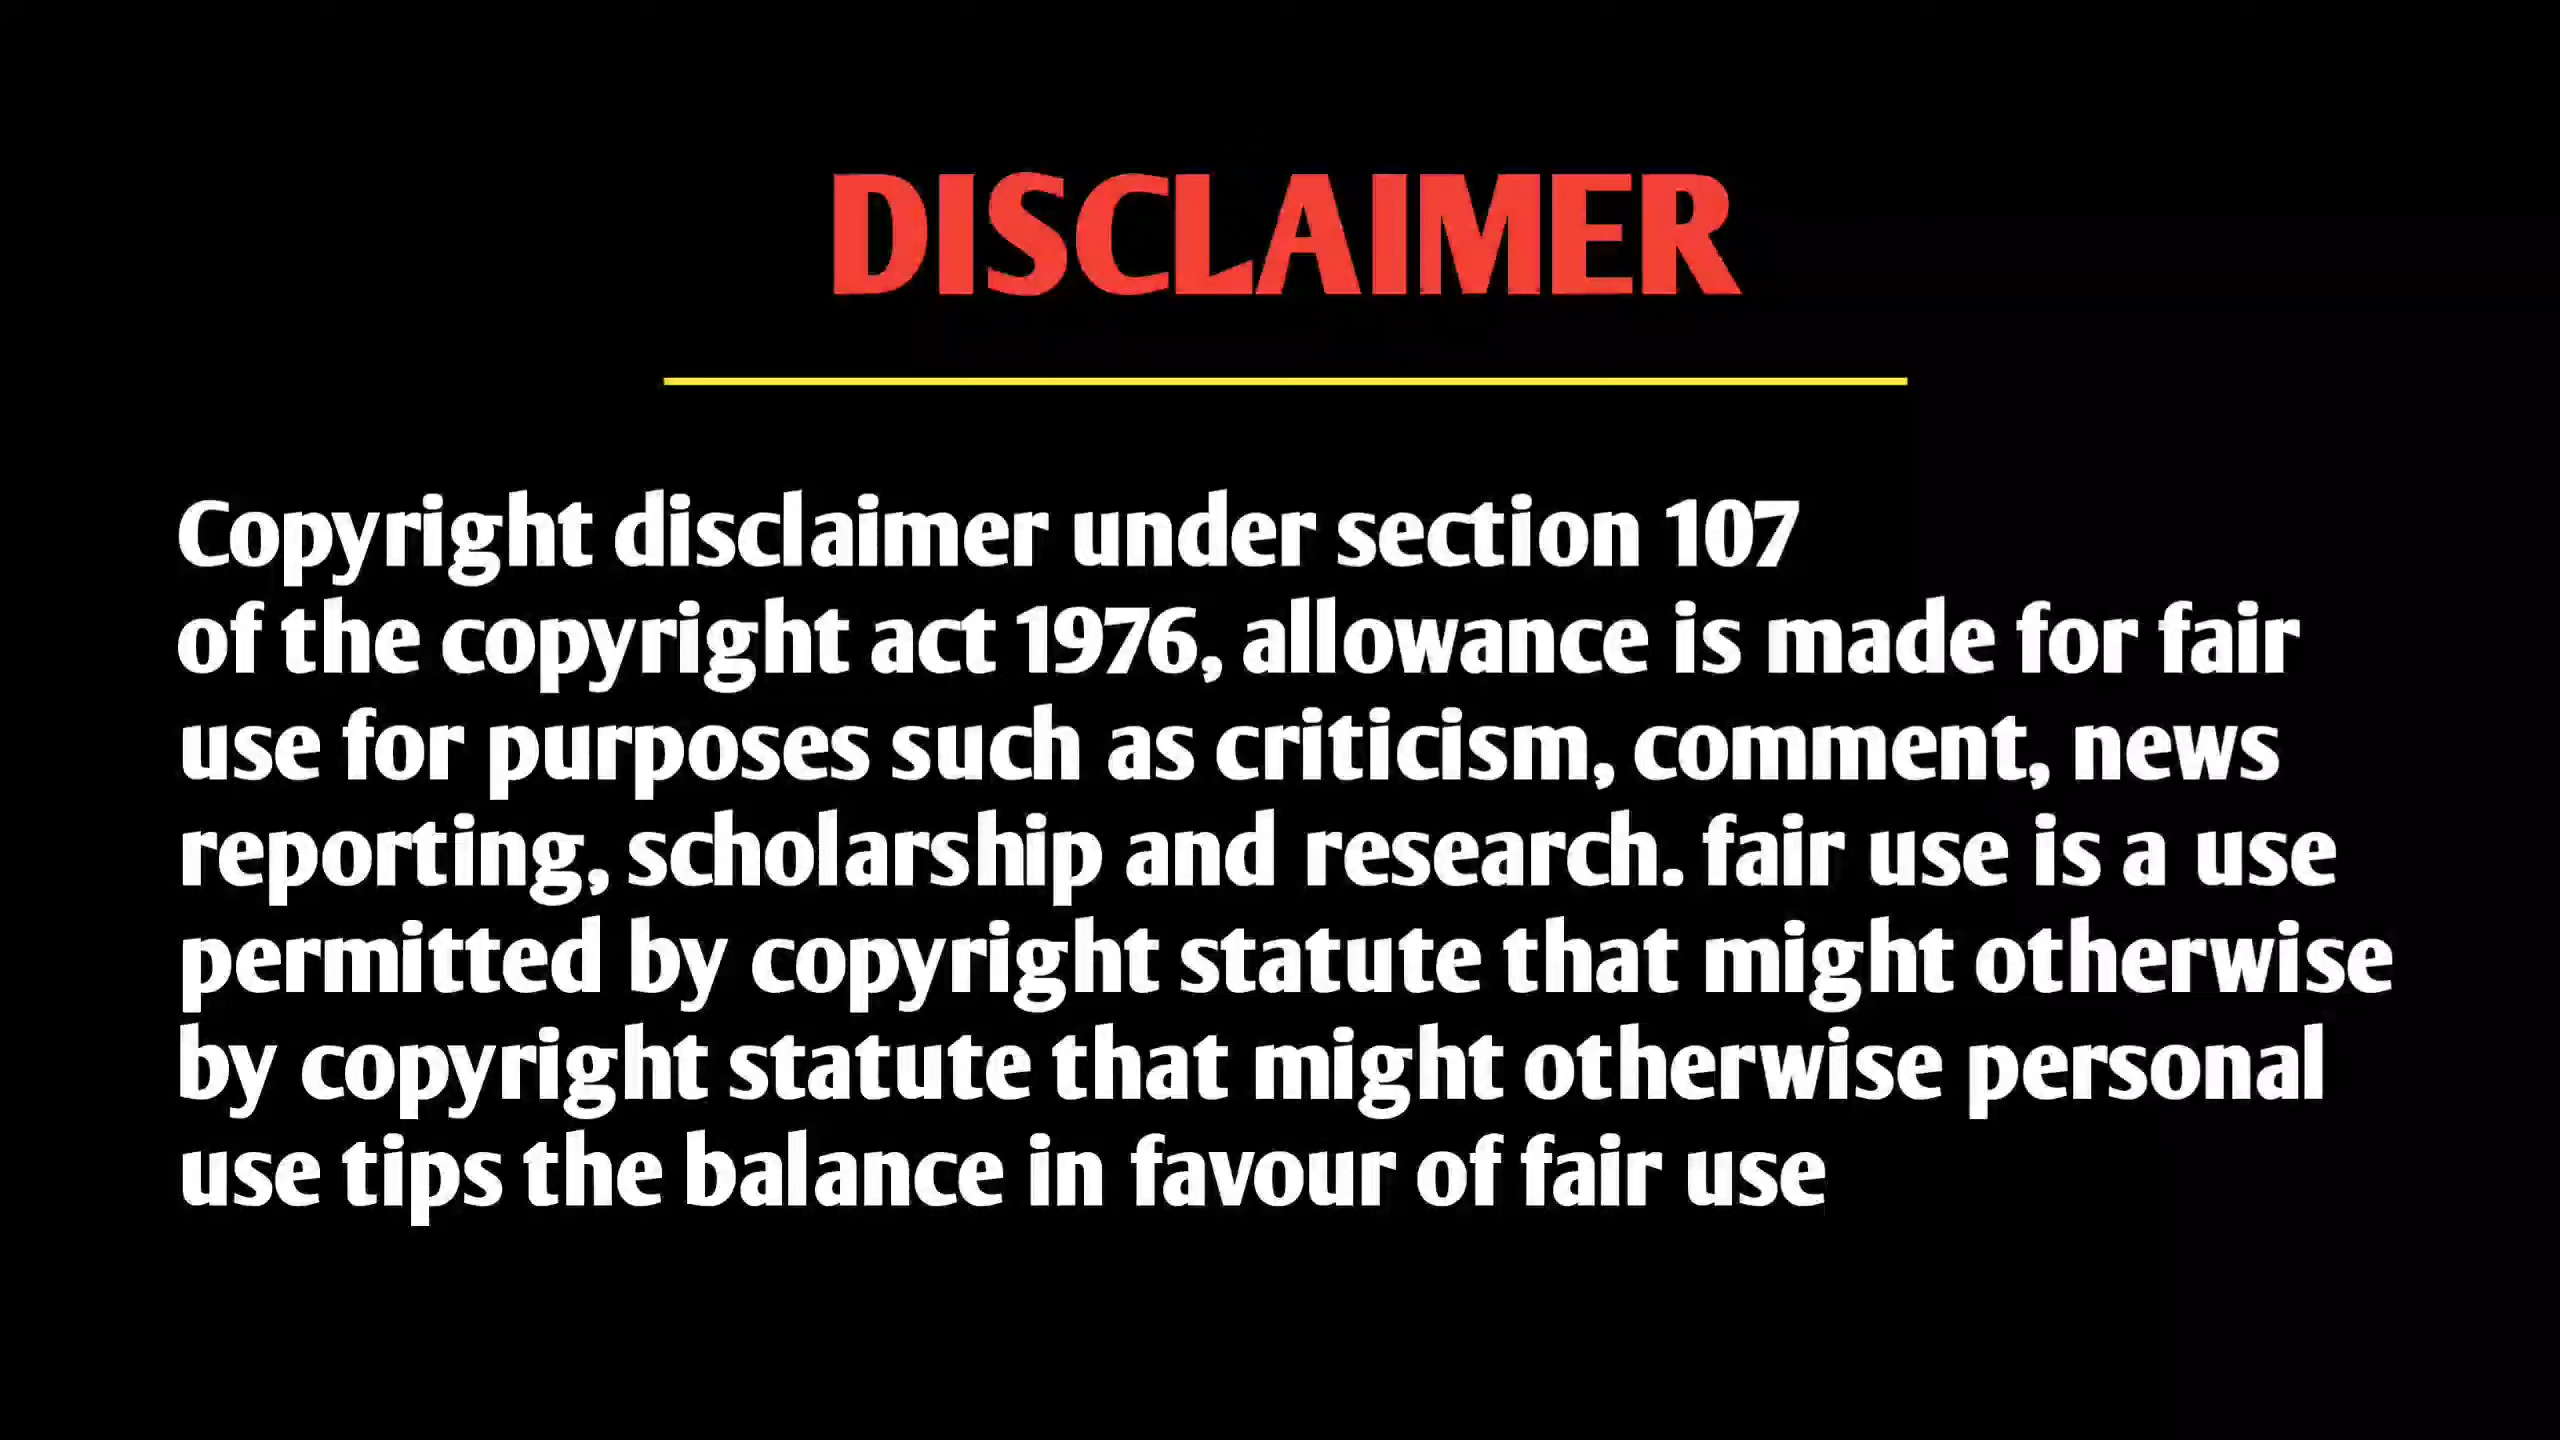 DISCLAIMER
Copyright disclaimer under section 107
of the copyright act 1976, allowance is made for fair
use for purposes such as criticism, comment, news
reporting, scholarship and research. fair use is a use
permitted by copyright statute that might otherwise
by copyright statute that might otherwise personal
use tips the balance in favour of fair use